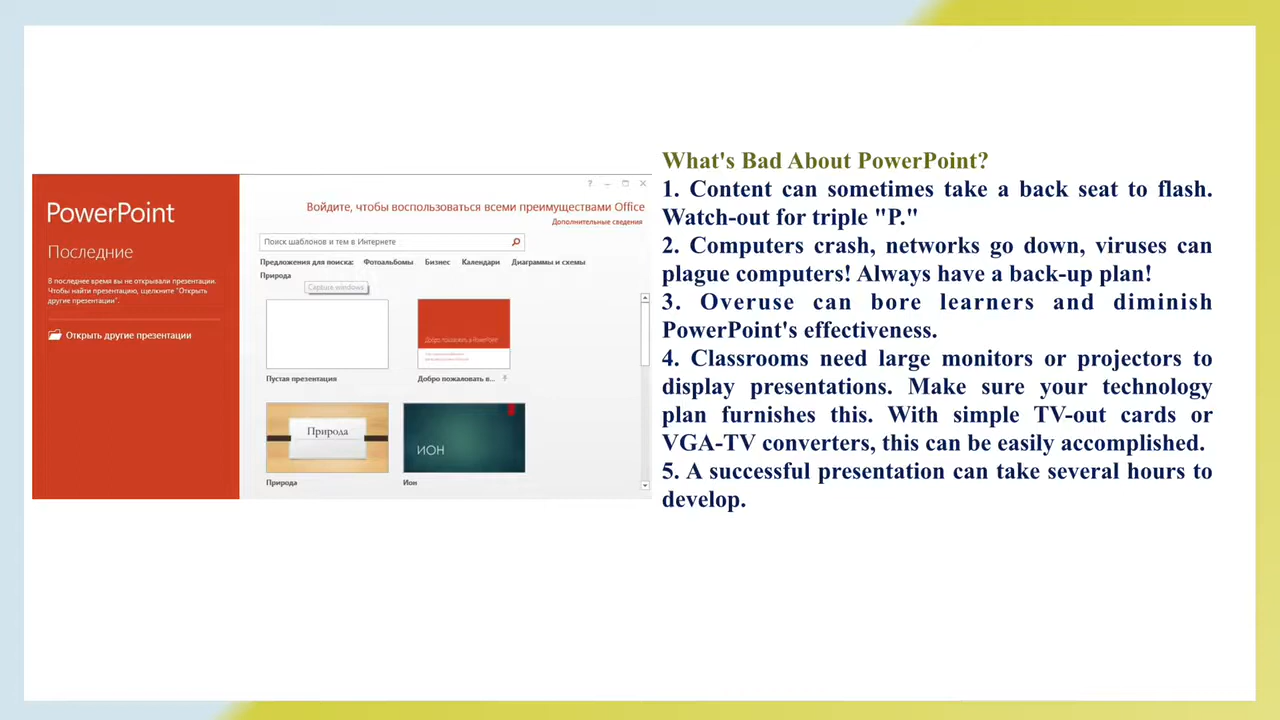 PowerPoint
Последние
В последнее время вы не открывали презентации.
Чтобы найти презентацию, щелкните "Открыть
другие презентации".
Открыть другие презентации
Войдите, чтобы воспользоваться всеми преимуществами Office
Дополнительные сведения
Поиск шаблонов и тем в Интернете
Предложения для поиска: Фотоальбомы Бизнес Календари Диаграммы и схемы
Природа
Capbux windows
Добро пожаловать в PowerPoint!
Пустая презентация
Добро пожаловать в...
Природа
ИОН
Природа
Ион
What's Bad About PowerPoint?
1. Content can sometimes take a back seat to flash.
Watch-out for triple "P."
2. Computers crash, networks go down, viruses can
plague computers! Always have a back-up plan!
3. Overuse can bore learners and diminish
PowerPoint's effectiveness.
4. Classrooms need large monitors or projectors to
display presentations. Make sure your technology
plan furnishes this. With simple TV-out cards or
VGA-TV converters, this can be easily accomplished.
5. A successful presentation can take several hours to
develop.